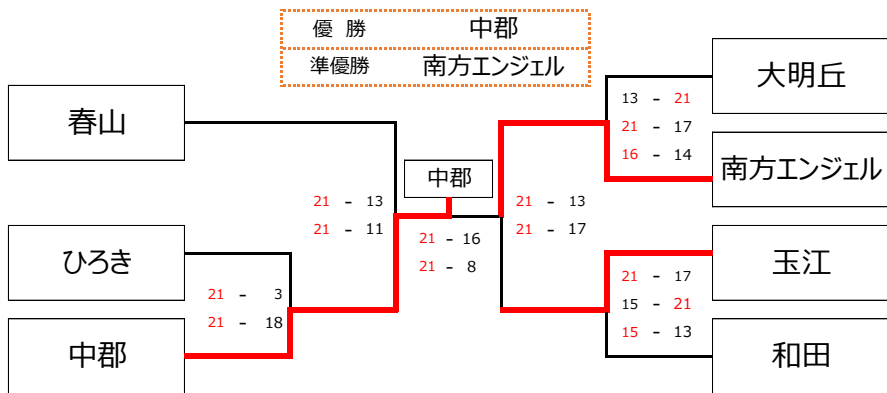 優 勝 中郡
準優勝 南方エンジェル
大明丘
13 - 21
21 - 17
16 - 14
春山
南方エンジェル
中郡
21 - 13
21 - 11
21 - 13
21 - 17
21 - 16
21 - 8
ひろき
玉江
21 - 3
21 - 18
21 - 17
15 - 21
15 - 13
中郡
和田